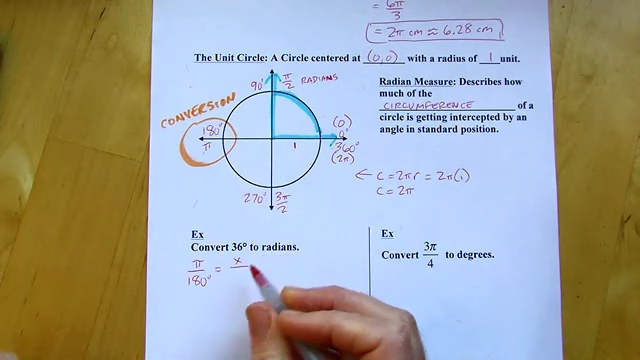 = 6π/3
= 2π cm ≈ 6.28 cm
The Unit Circle: A Circle centered at (0,0) with a radius of 1 unit.
90° π/2 RADIANS
CONVERSION
180°
π
(0)
0°
360°
(2π)
1
270° 3π/2
Radian Measure: Describes how
much of the
CIRCUMFERENCE of a
circle is getting intercepted by an
angle in standard position.
← C = 2πr = 2π(1)
C = 2π
Ex
Convert 36° to radians.
π/180° = x
Ex
Convert 3π/4 to degrees.